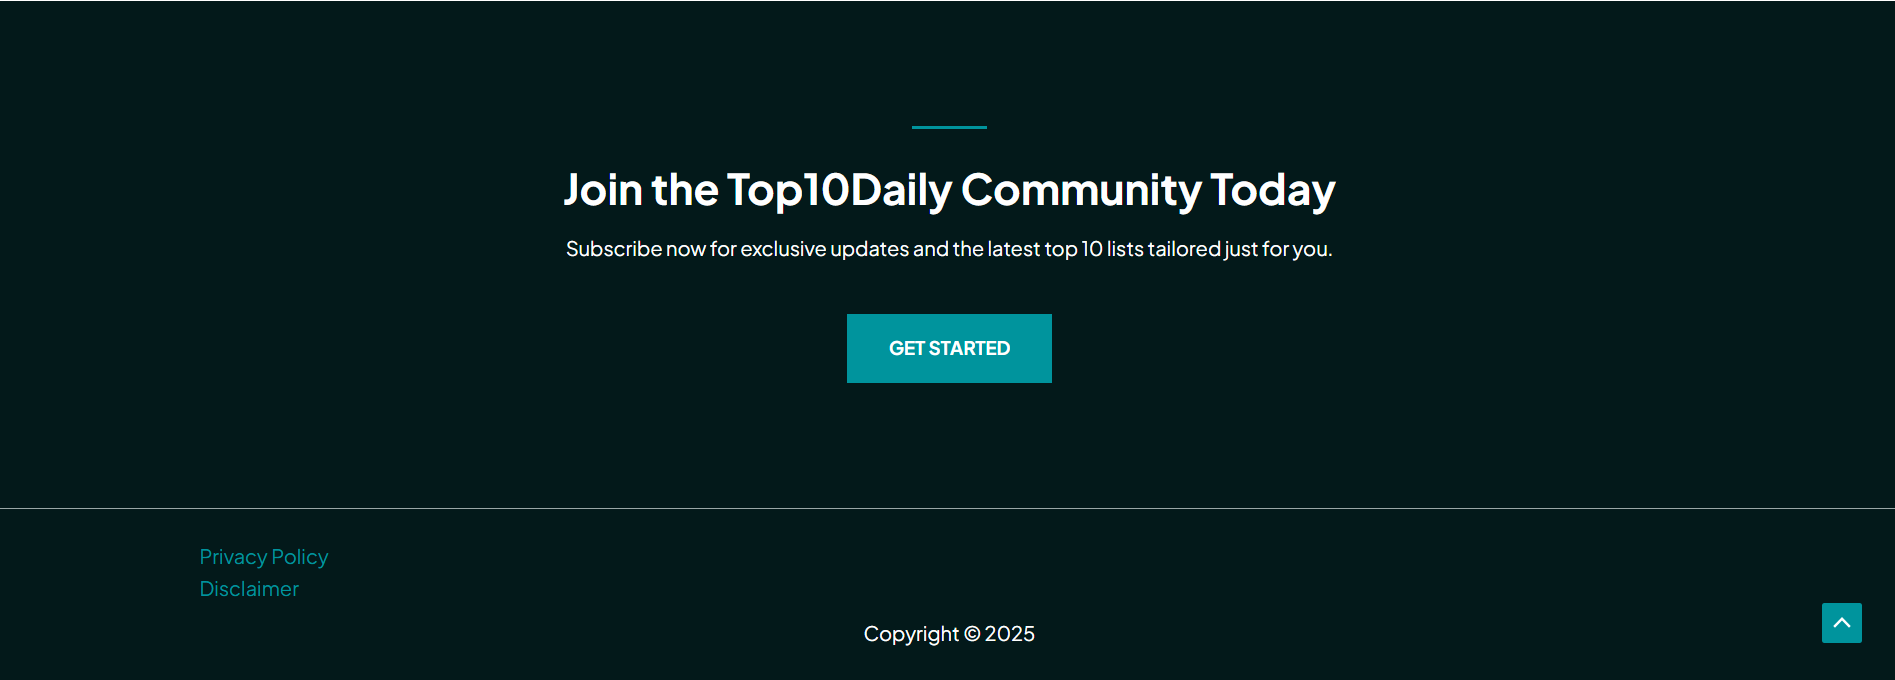 Join the Top10Daily Community Today
Subscribe now for exclusive updates and the latest top 10 lists tailored just for you.
GET STARTED
Privacy Policy
Disclaimer
Copyright © 2025